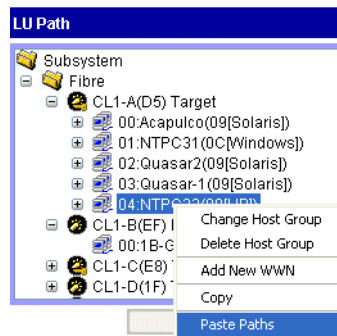 LU Path
Subsystem
Fibre
CL1-A(D5) Target
00:Acapulco(09[Solaris])
01:NTPC31(0C[Windows])
02:Quasar2(09[Solaris])
03:Quasar-1(09[Solaris])
CL1-B(EF)
00:1B-G
CL1-C(E8)
CL1-D(1F)
Change Host Group
Delete Host Group
Add New WWN
Copy
Paste Paths